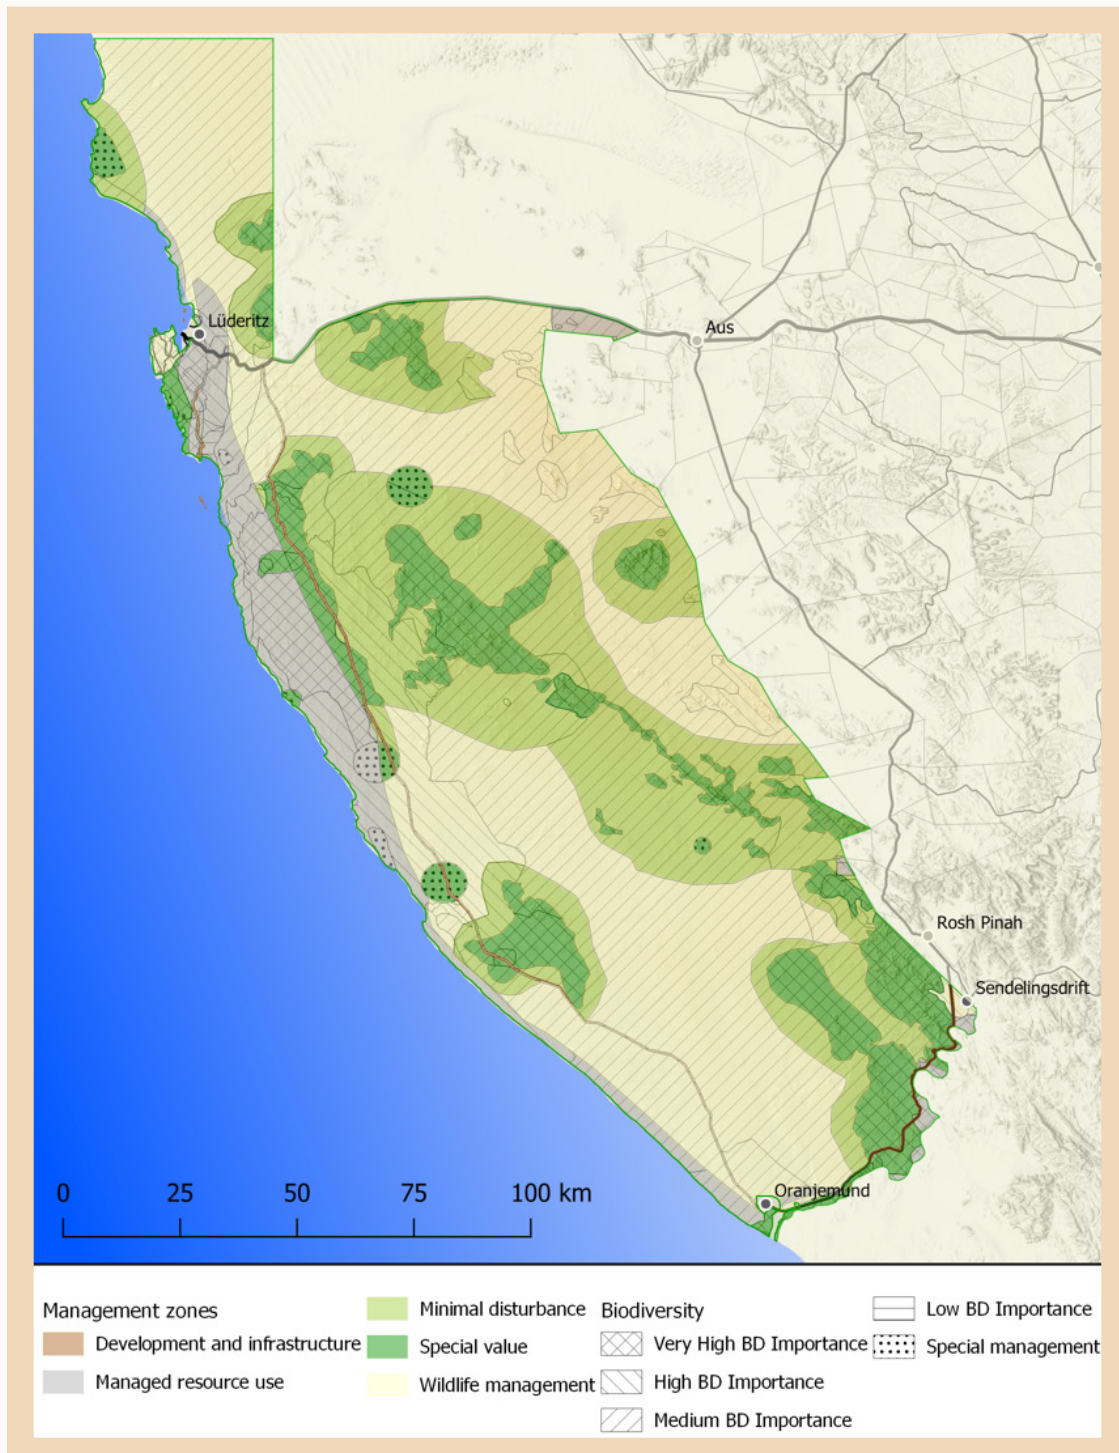 Lüderitz
Aus
Rosh Pinah
Sendelingsdrift
Oranjemund
0 25 50 75 100 km
Management zones
Development and infrastructure
Managed resource use
Minimal disturbance
Special value
Wildlife management
Biodiversity
Very High BD Importance
High BD Importance
Medium BD Importance
Low BD Importance
Special management